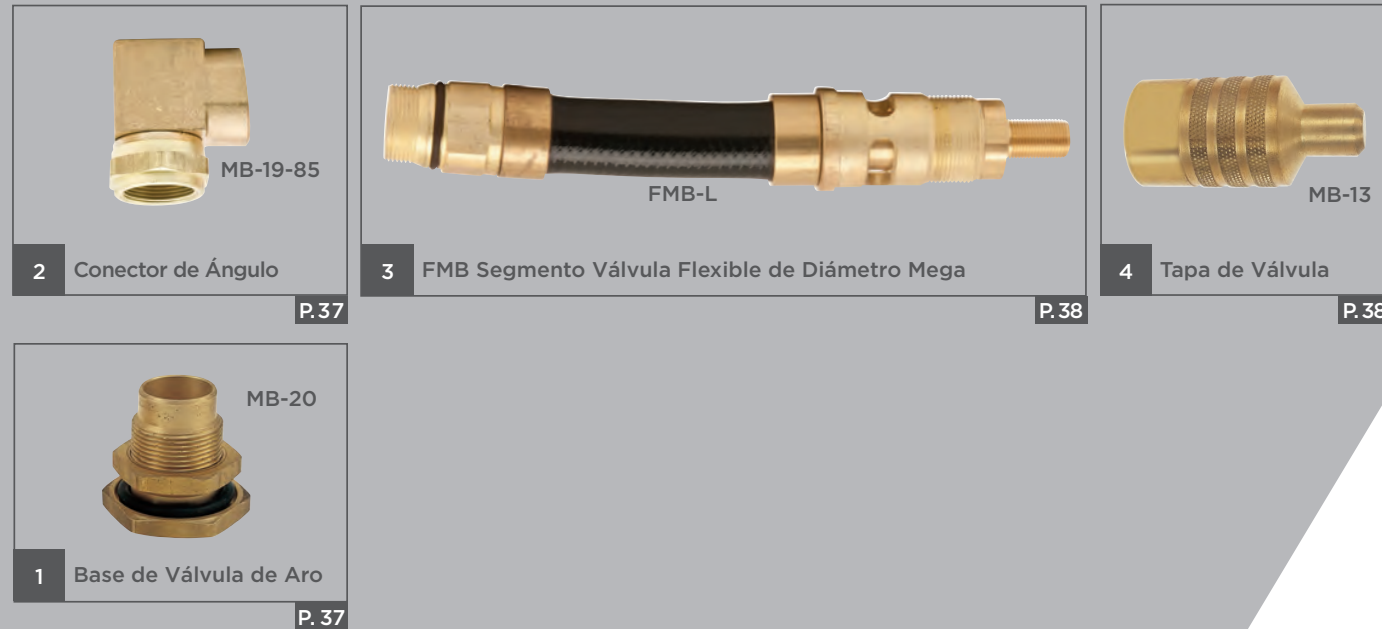 MB-19-85
2 Conector de Ángulo
P.37
FMB-L
3 FMB Segmento Válvula Flexible de Diámetro Mega
P.38
MB-13
4 Tapa de Válvula
P.38
MB-20
1 Base de Válvula de Aro
P. 37